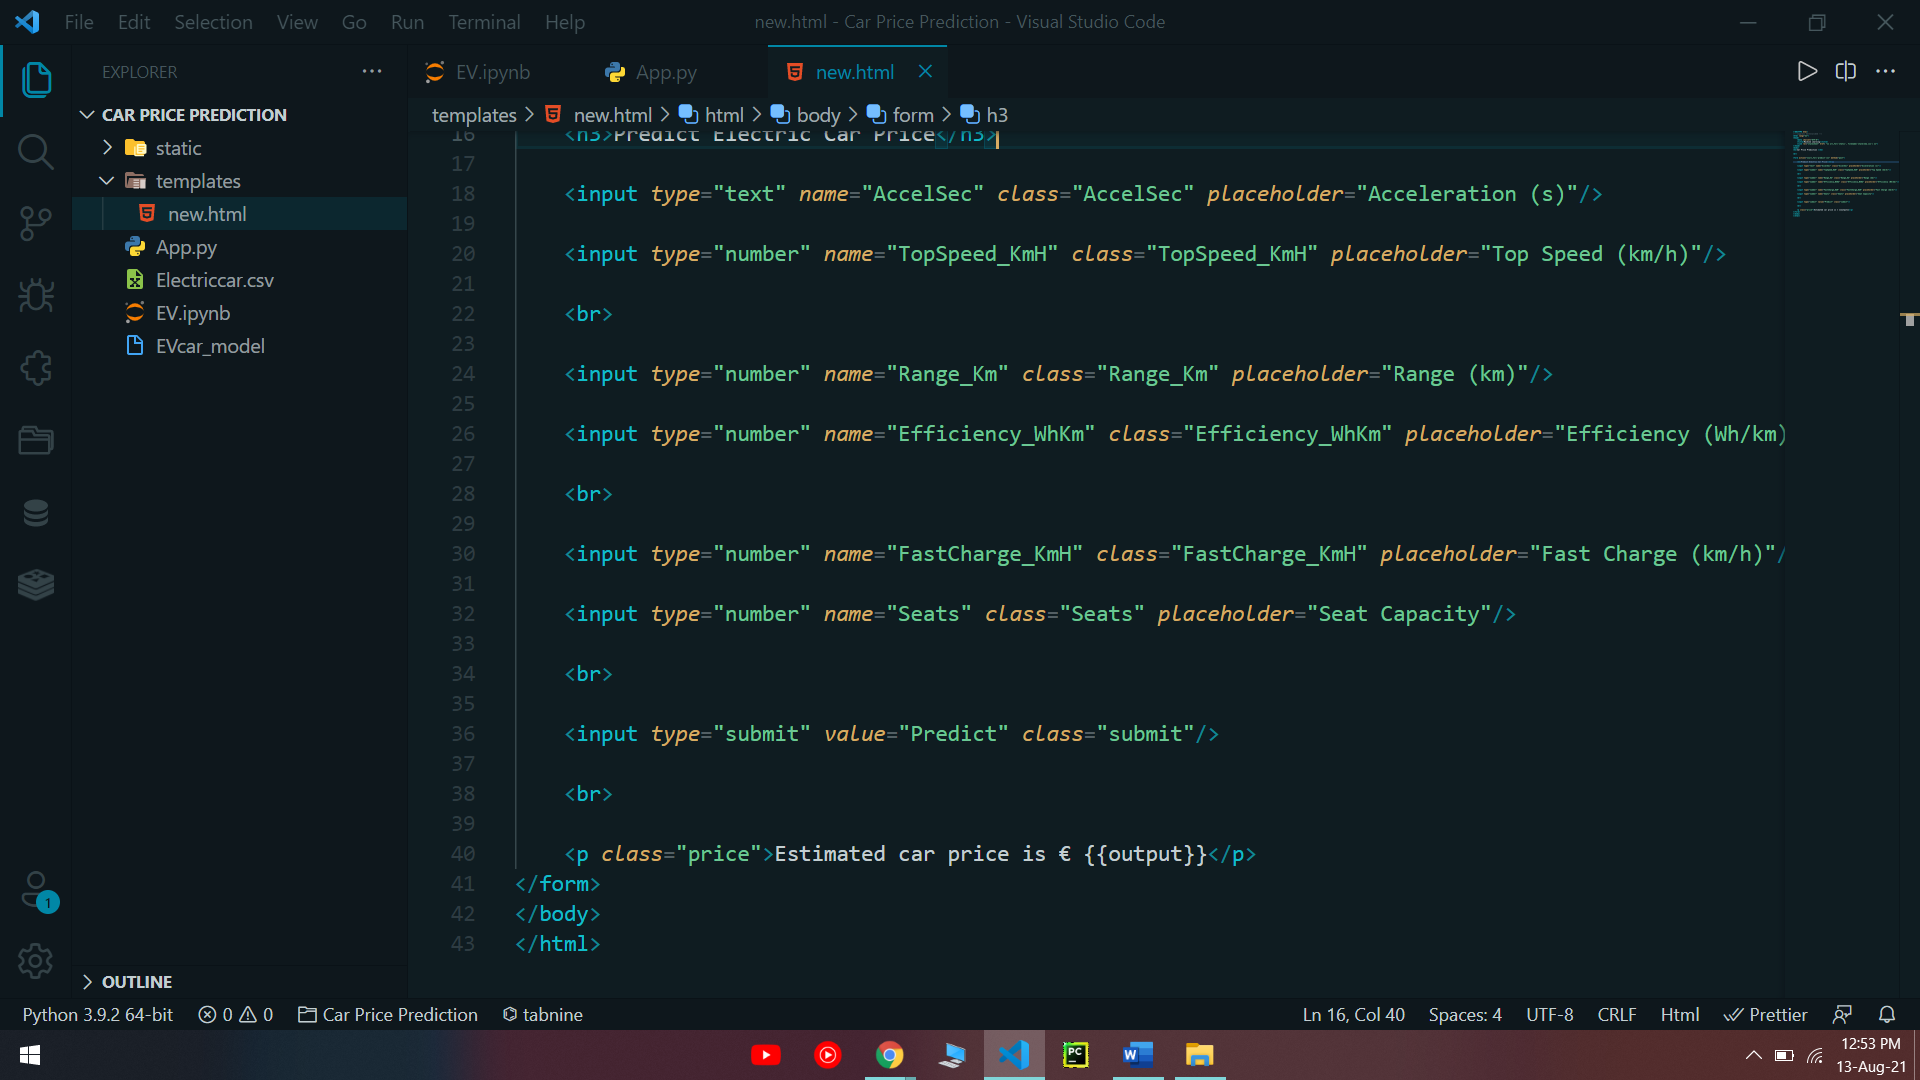 File Edit Selection View Go Run Terminal Help
new.html - Car Price Prediction - Visual Studio Code
EXPLORER
EV.ipynb
App.py
new.html
templates > new.html > html > body > form > h3
CAR PRICE PREDICTION
static
templates
new.html
App.py
Electriccar.csv
EV.ipynb
EVcar_model
OUTLINE
16 <h3>Predict Electric Car Price</h3>
17
18 <input type="text" name="AccelSec" class="AccelSec" placeholder="Acceleration (s)"/>
19
20 <input type="number" name="TopSpeed_KmH" class="TopSpeed_KmH" placeholder="Top Speed (km/h)"/>
21
22 <br>
23
24 <input type="number" name="Range_Km" class="Range_Km" placeholder="Range (km)"/>
25
26 <input type="number" name="Efficiency_WhKm" class="Efficiency_WhKm" placeholder="Efficiency (Wh/km)
27
28 <br>
29
30 <input type="number" name="FastCharge_KmH" class="FastCharge_KmH" placeholder="Fast Charge (km/h)"/
31
32 <input type="number" name="Seats" class="Seats" placeholder="Seat Capacity"/>
33
34 <br>
35
36 <input type="submit" value="Predict" class="submit"/>
37
38 <br>
39
40 <p class="price">Estimated car price is € {{output}}</p>
41 </form>
42 </body>
43 </html>
1
Python 3.9.2 64-bit 0 0 Car Price Prediction tabnine
Ln 16, Col 40 Spaces: 4 UTF-8 CRLF Html Prettier
12:53 PM
13-Aug-21